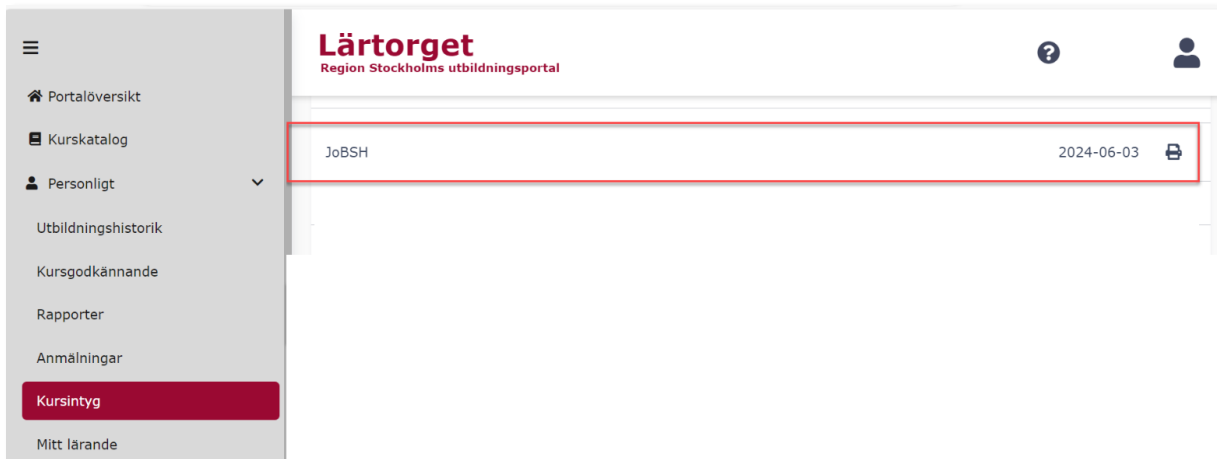 Portalöversikt
Kurskatalog
Personligt
Utbildningshistorik
Kursgodkännande
Rapporter
Anmälningar
Kursintyg
Mitt lärande
Lärtorget
Region Stockholms utbildningsportal
JoBSH 2024-06-03